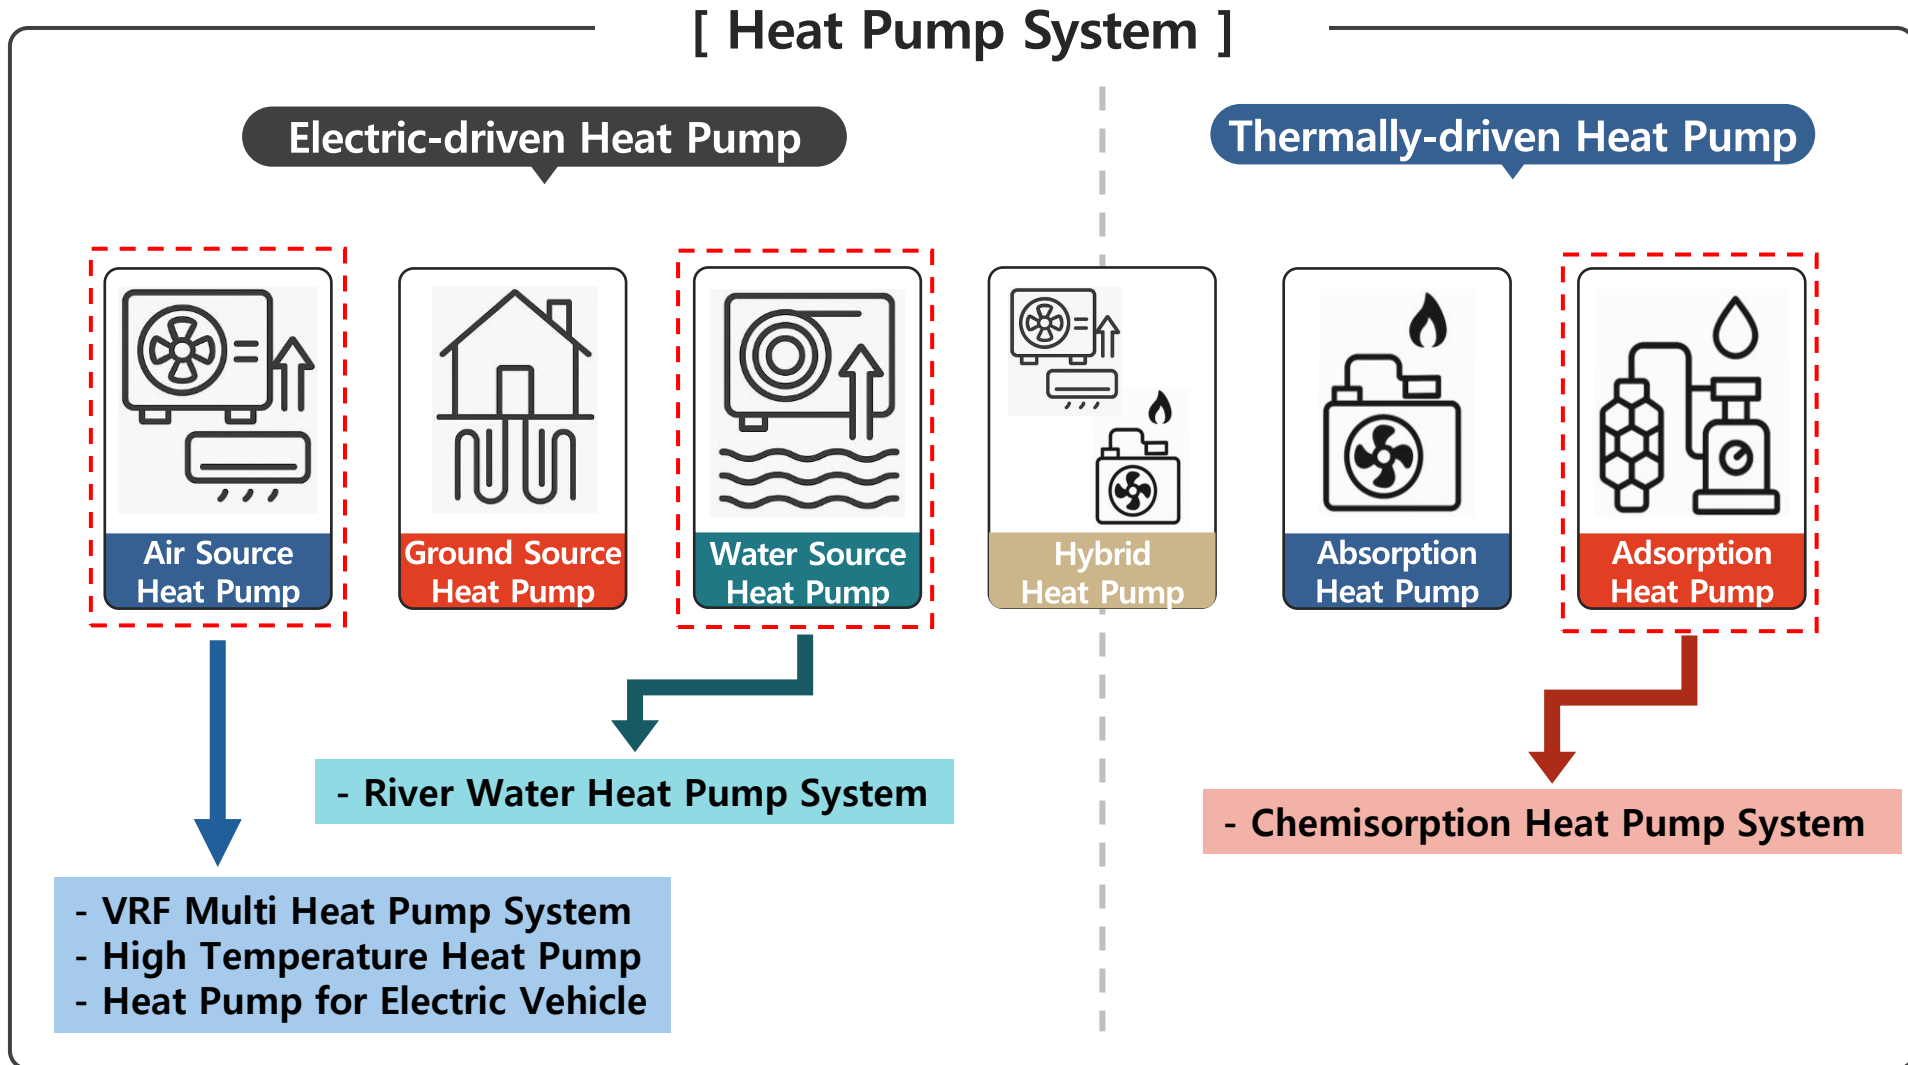 [ Heat Pump System ]
Electric-driven Heat Pump
Thermally-driven Heat Pump
Air Source
Heat Pump
Ground Source
Heat Pump
Water Source
Heat Pump
Hybrid
Heat Pump
Absorption
Heat Pump
Adsorption
Heat Pump
- River Water Heat Pump System
- Chemisorption Heat Pump System
- VRF Multi Heat Pump System
- High Temperature Heat Pump
- Heat Pump for Electric Vehicle